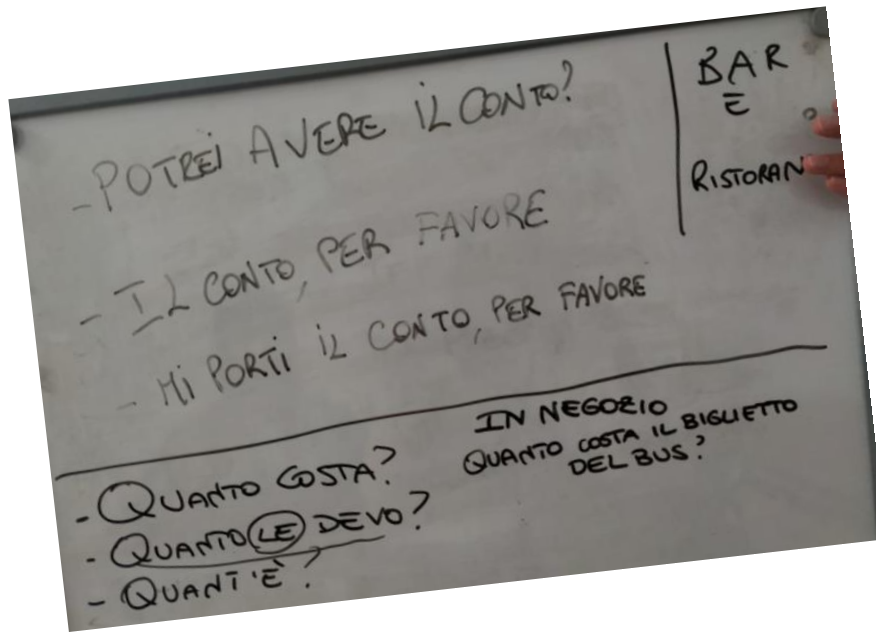 - POTREI AVERE IL CONTO?
- IL CONTO, PER FAVORE
- MI PORTI IL CONTO, PER FAVORE
BAR
E
RISTORAN
- QUANTO COSTA?
- QUANTO LE DEVO?
- QUANT'È?
IN NEGOZIO
QUANTO COSTA IL BIGLIETTO
DEL BUS?